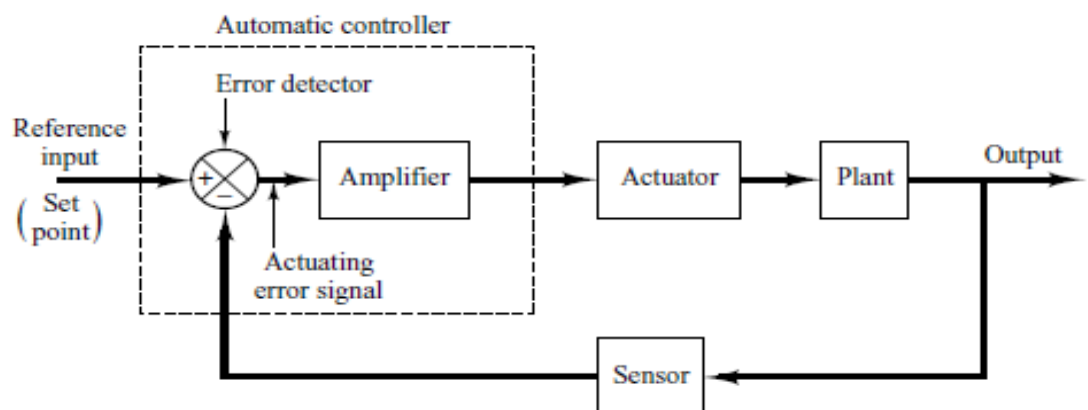 Automatic controller
Error detector
Reference
input
(Set
point)
+
−
Amplifier
Actuator
Plant
Output
Actuating
error signal
Sensor